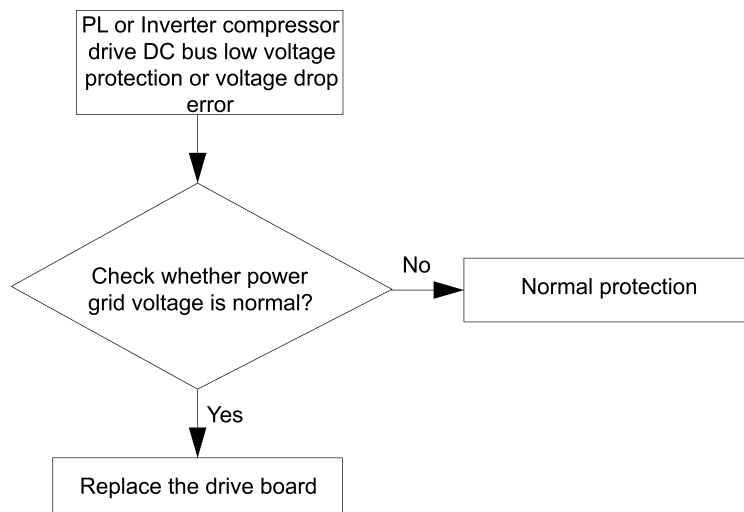 PL or Inverter compressor
drive DC bus low voltage
protection or voltage drop
error
Check whether power
grid voltage is normal?
No
Normal protection
Yes
Replace the drive board